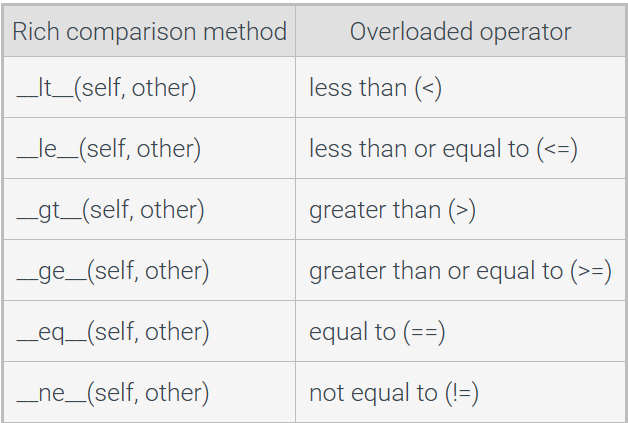 Rich comparison method Overloaded operator
__lt__(self, other) less than (<)
__le__(self, other) less than or equal to (<=)
__gt__(self, other) greater than (>)
__ge__(self, other) greater than or equal to (>=)
__eq__(self, other) equal to (==)
__ne__(self, other) not equal to (!=)